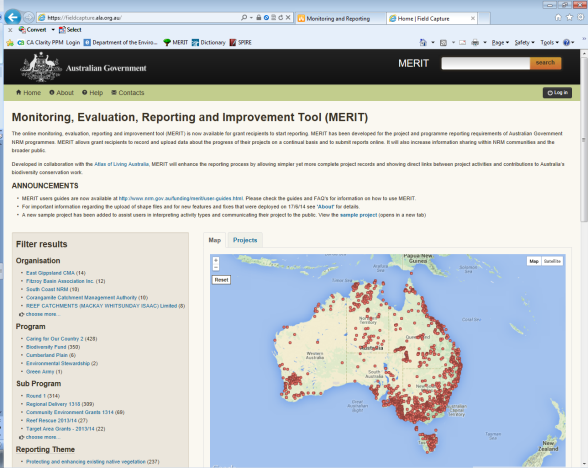 https://fieldcapture.ala.org.au/
Monitoring and Reporting
Home | Field Capture
Convert
Select
CA Clarity PPM Login
Department of the Enviro...
MERIT
Dictionary
SPIRE
Page
Safety
Tools
Australian Government
MERIT
search
Home
About
Help
Contacts
Log in
Monitoring, Evaluation, Reporting and Improvement Tool (MERIT)
The online monitoring, evaluation, reporting and improvement tool (MERIT) is now available for grant recipients to start reporting. MERIT has been developed for the project and programme reporting requirements of Australian Government
NRM programmes. MERIT allows grant recipients to record and upload data about the progress of their projects on a continual basis and to submit reports online. It will also increase information sharing within NRM communities and the
broader public.
Developed in collaboration with the Atlas of Living Australia, MERIT will enhance the reporting process by allowing simpler yet more complete project records and showing direct links between project activities and contributions to Australia's
biodiversity conservation work.
ANNOUNCEMENTS
• MERIT users guides are now available at http://www.nrm.gov.au/funding/merit/user-guides.html. Please check the guides and FAQ's for information on how to use MERIT.
• For important information regarding the upload of shape files and for new features and fixes that were deployed on 17/6/14 see 'About' for details.
• A new sample project has been added to assist users in interpreting activity types and communicating their project to the public. View the sample project (opens in a new tab)
Filter results
Organisation
• East Gippsland CMA (14)
• Fitzroy Basin Association Inc. (12)
• South Coast NRM (10)
• Corangamite Catchment Management Authority (10)
• REEF CATCHMENTS (MACKAY WHITSUNDAY ISAAC) Limited (8)
choose more...
Program
• Caring for Our Country 2 (428)
• Biodiversity Fund (350)
• Cumberland Plain (6)
• Environmental Stewardship (2)
• Green Army (1)
Sub Program
• Round 1 (314)
• Regional Delivery 1318 (309)
• Community Environment Grants 1314 (69)
• Reef Rescue 2013/14 (27)
• Target Area Grants - 2013/14 (22)
choose more...
Reporting Theme
• Protecting and enhancing existing native vegetation (237)
Map
Projects
Reset
Map
Satellite
Papua New
Guinea
Coral Sea
Northern
Territory
Western
Australia
South
Australia
Great
Australian
Bight
Tasman
Sea
New
Zealand